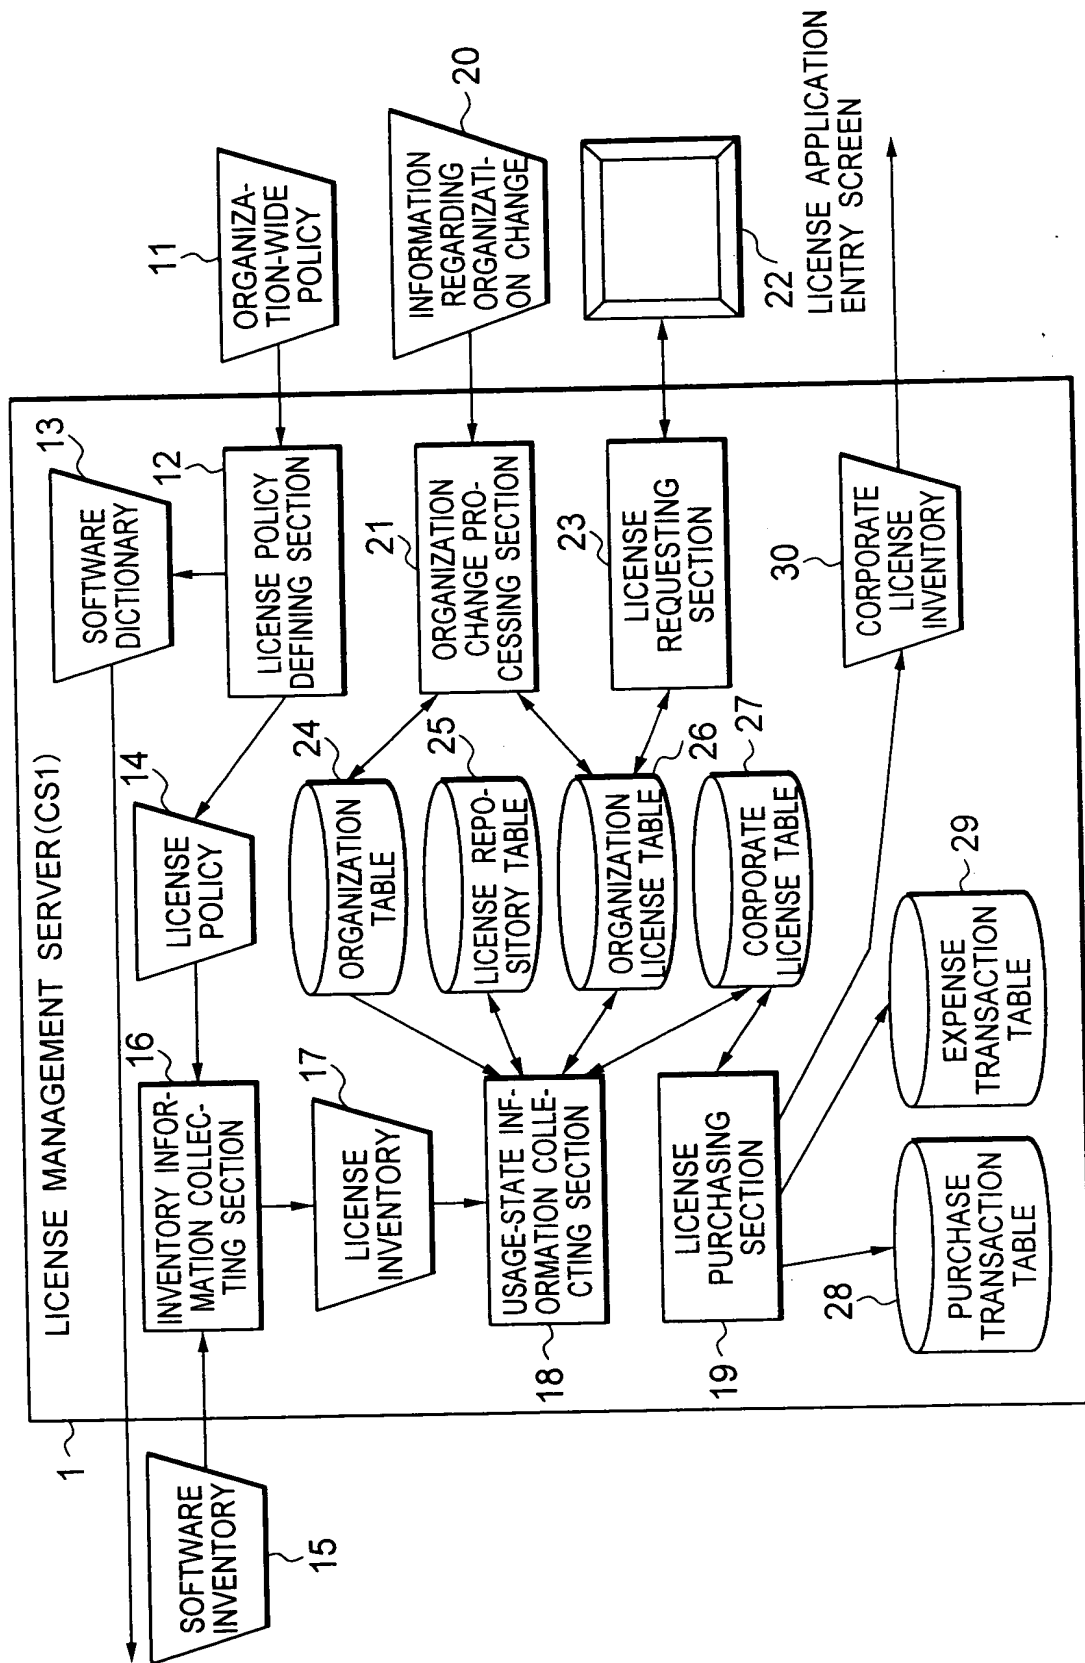 LICENSE MANAGEMENT SERVER(CS1)
1
SOFTWARE
INVENTORY
15
INVENTORY INFOR-
MATION COLLEC-
TING SECTION
16
LICENSE
POLICY
14
SOFTWARE
DICTIONARY
13
LICENSE POLICY
DEFINING SECTION
12
ORGANIZA-
TION-WIDE
POLICY
11
LICENSE
INVENTORY
17
ORGANIZATION
TABLE
24
ORGANIZATION
CHANGE PRO-
CESSING SECTION
21
INFORMATION
REGARDING
ORGANIZATI-
ON CHANGE
20
USAGE-STATE INF-
ORMATION COLLE-
CTING SECTION
18
LICENSE REPO-
SITORY TABLE
25
ORGANIZATION
LICENSE TABLE
26
LICENSE
REQUESTING
SECTION
23
22
LICENSE APPLICATION
ENTRY SCREEN
LICENSE
PURCHASING
SECTION
19
CORPORATE
LICENSE TABLE
27
CORPORATE
LICENSE
INVENTORY
30
PURCHASE
TRANSACTION
TABLE
28
EXPENSE
TRANSACTION
TABLE
29